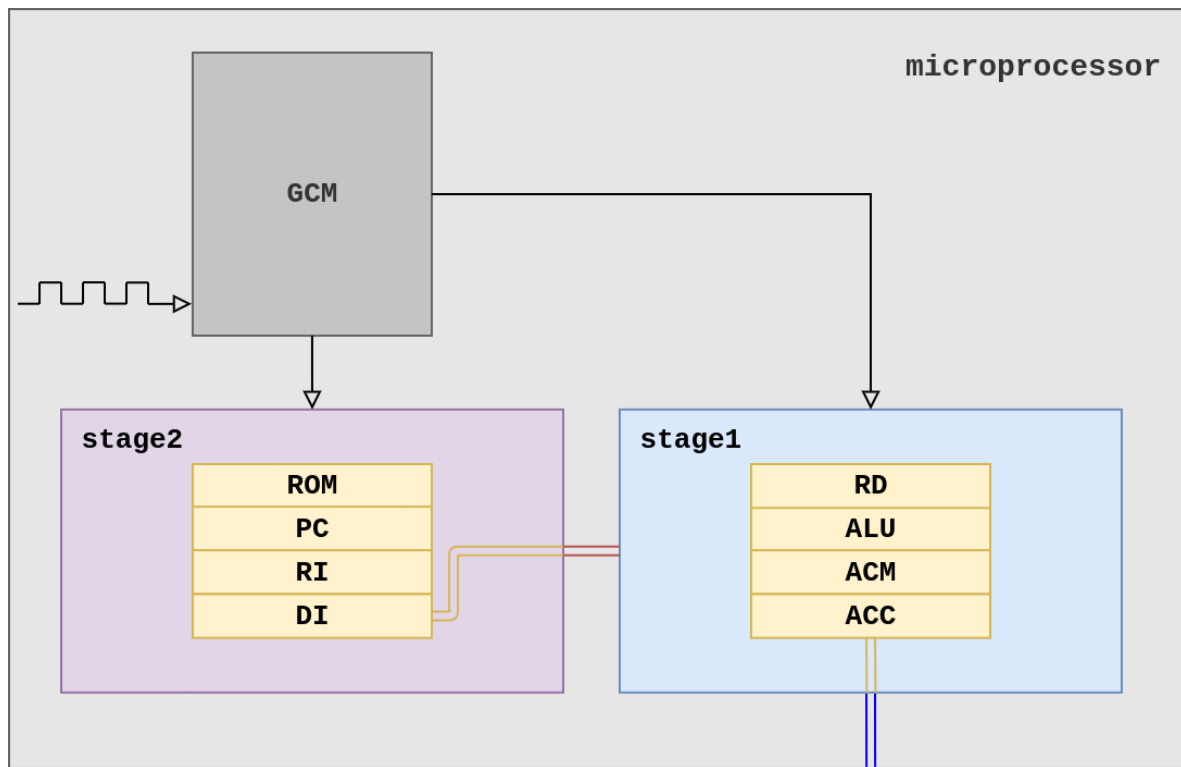 microprocessor
GCM
stage2
ROM
PC
RI
DI
stage1
RD
ALU
ACM
ACC